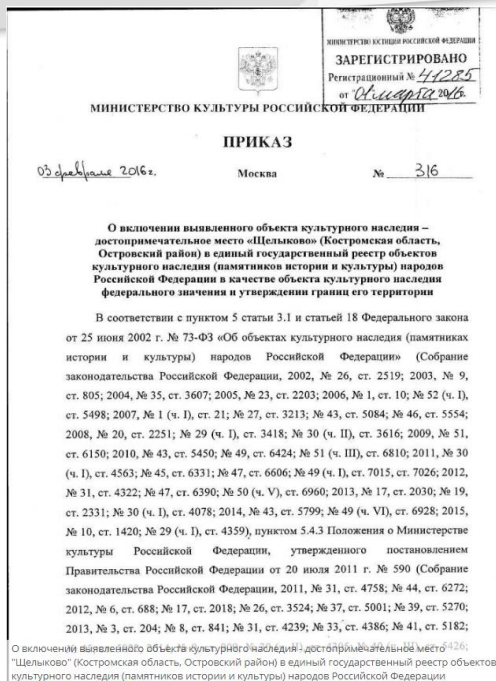 МИНИСТЕРСТВО ЮСТИЦИИ РОССИЙСКОЙ ФЕДЕРАЦИИ
ЗАРЕГИСТРИРОВАНО
Регистрационный № 41285
от "01" марта 2016.
МИНИСТЕРСТВО КУЛЬТУРЫ РОССИЙСКОЙ ФЕДЕРАЦИИ
ПРИКАЗ
03 февраля 2016г. Москва № 316
О включении выявленного объекта культурного наследия –
достопримечательное место «Щелыково» (Костромская область,
Островский район) в единый государственный реестр объектов
культурного наследия (памятников истории и культуры) народов
Российской Федерации в качестве объекта культурного наследия
федерального значения и утверждении границ его территории
В соответствии с пунктом 5 статьи 3.1 и статьей 18 Федерального закона
от 25 июня 2002 г. № 73-ФЗ «Об объектах культурного наследия (памятниках
истории и культуры) народов Российской Федерации» (Собрание
законодательства Российской Федерации, 2002, № 26, ст. 2519; 2003, № 9,
ст. 805; 2004, № 35, ст. 3607; 2005, № 23, ст. 2203; 2006, № 1, ст. 10; № 52 (ч. I),
ст. 5498; 2007, № 1 (ч. I), ст. 21; № 27, ст. 3213; № 43, ст. 5084; № 46, ст. 5554;
2008, № 20, ст. 2251; № 29 (ч. I), ст. 3418; № 30 (ч. II), ст. 3616; 2009, № 51,
ст. 6150; 2010, № 43, ст. 5450; № 49, ст. 6424; № 51 (ч. III), ст. 6810; 2011, № 30
(ч. I), ст. 4563; № 45, ст. 6331; № 47, ст. 6606; № 49 (ч. I), ст. 7015, ст. 7026; 2012,
№ 31, ст. 4322; № 47, ст. 6390; № 50 (ч. V), ст. 6960; 2013, № 17, ст. 2030; № 19,
ст. 2331; № 30 (ч. I), ст. 4078; 2014, № 43, ст. 5799; № 49 (ч. VI), ст. 6928; 2015,
№ 10, ст. 1420; № 29 (ч. I), ст. 4359), пунктом 5.4.3 Положения о Министерстве
культуры Российской Федерации, утвержденного постановлением
Правительства Российской Федерации от 20 июля 2011 г. № 590 (Собрание
законодательства Российской Федерации, 2011, № 31, ст. 4758; № 44, ст. 6272;
2012, № 6, ст. 688; № 17, ст. 2018; № 26, ст. 3524; № 37, ст. 5001; № 39, ст. 5270;
2013, № 3, ст. 204; № 8, ст. 841; № 31, ст. 4239; № 33, ст. 4386; № 41, ст. 5182;
О включении выявленного объекта культурного наследия - достопримечательное место
"Щелыково" (Костромская область, Островский район) в единый государственный реестр объектов
культурного наследия (памятников истории и культуры) народов Российской Федерации